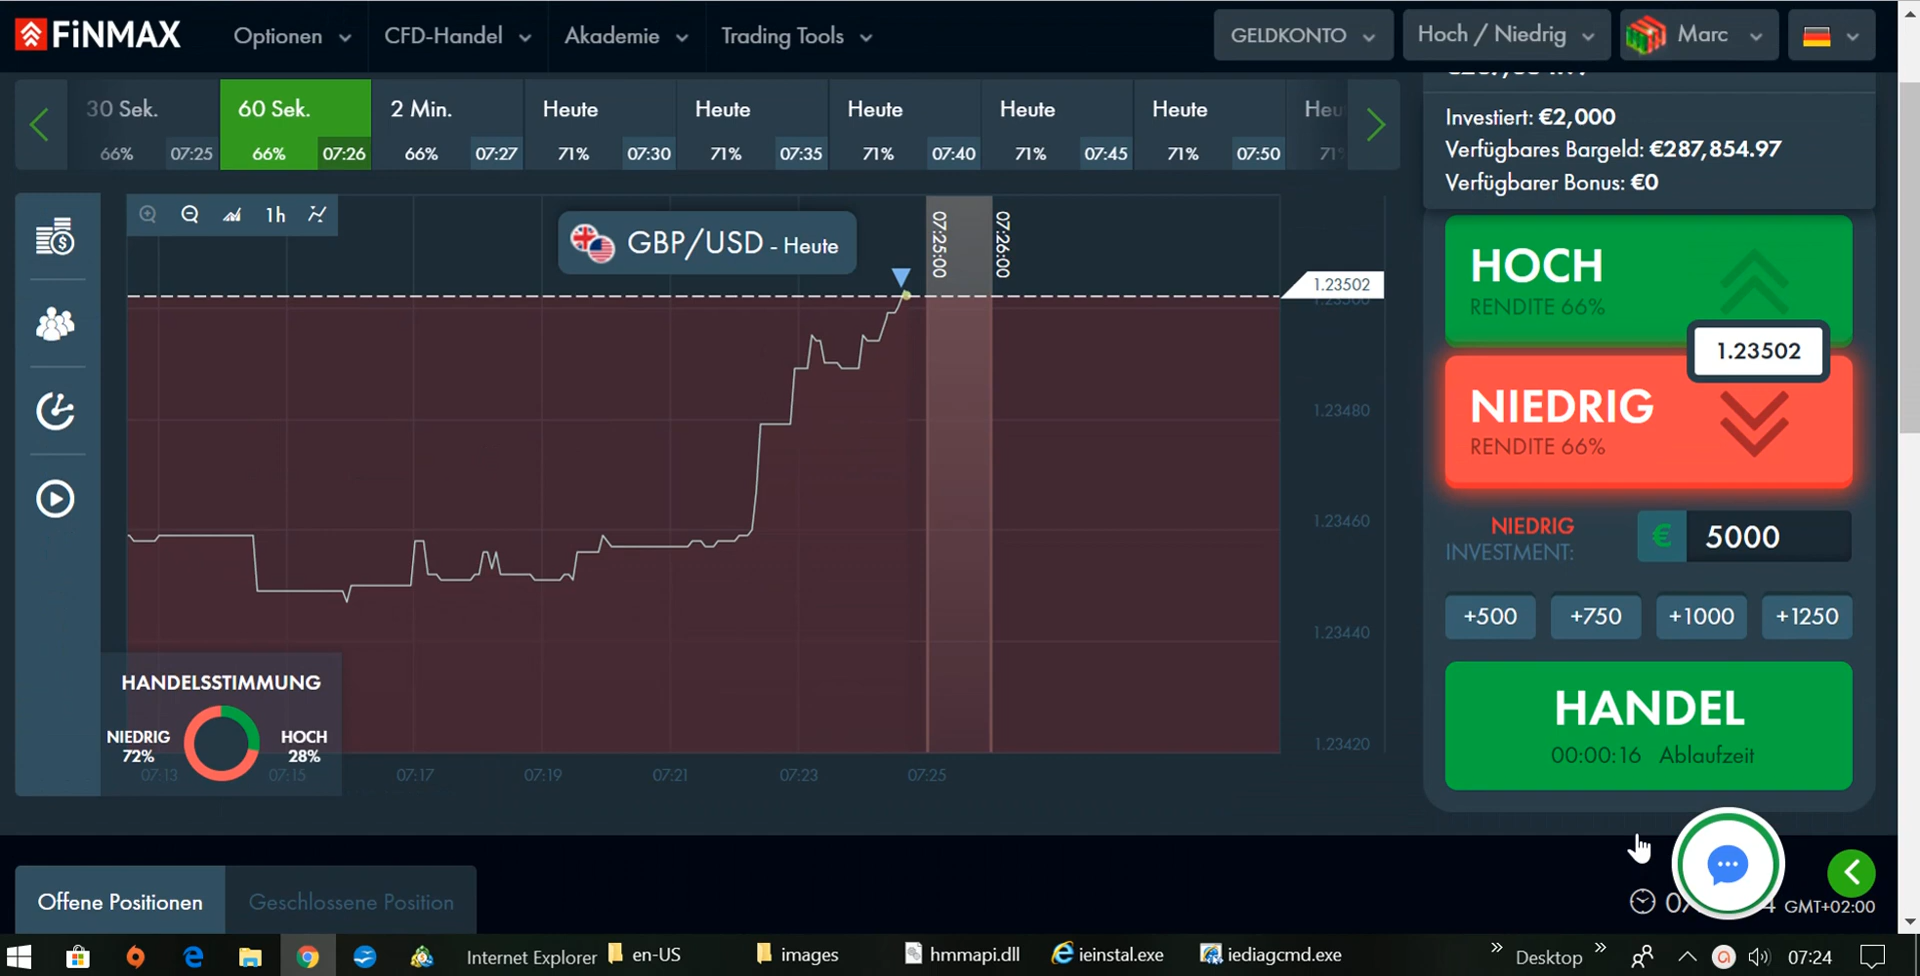 FiNMAX
Optionen
CFD-Handel
Akademie
Trading Tools
GELDKONTO
Hoch / Niedrig
Marc
30 Sek.
66% 07:25
60 Sek.
66% 07:26
2 Min.
66% 07:27
Heute
71% 07:30
Heute
71% 07:35
Heute
71% 07:40
Heute
71% 07:45
Heute
71% 07:50
Investiert: €2,000
Verfügbares Bargeld: €287,854.97
Verfügbarer Bonus: €0
1h
GBP/USD - Heute
07:25:00
07:26:00
1.23502
1.23500
1.23480
1.23460
1.23440
1.23420
HOCH
RENDITE 66%
1.23502
NIEDRIG
RENDITE 66%
NIEDRIG
INVESTMENT:
€ 5000
+500 +750 +1000 +1250
HANDEL
00:00:16 Ablaufzeit
HANDELSSTIMMUNG
NIEDRIG
72%
HOCH
28%
07:13 07:15 07:17 07:19 07:21 07:23 07:25
Offene Positionen
Geschlossene Position
GMT+02:00
Internet Explorer
en-US
images
hmmapi.dll
ieinstal.exe
iediagcmd.exe
Desktop
07:24